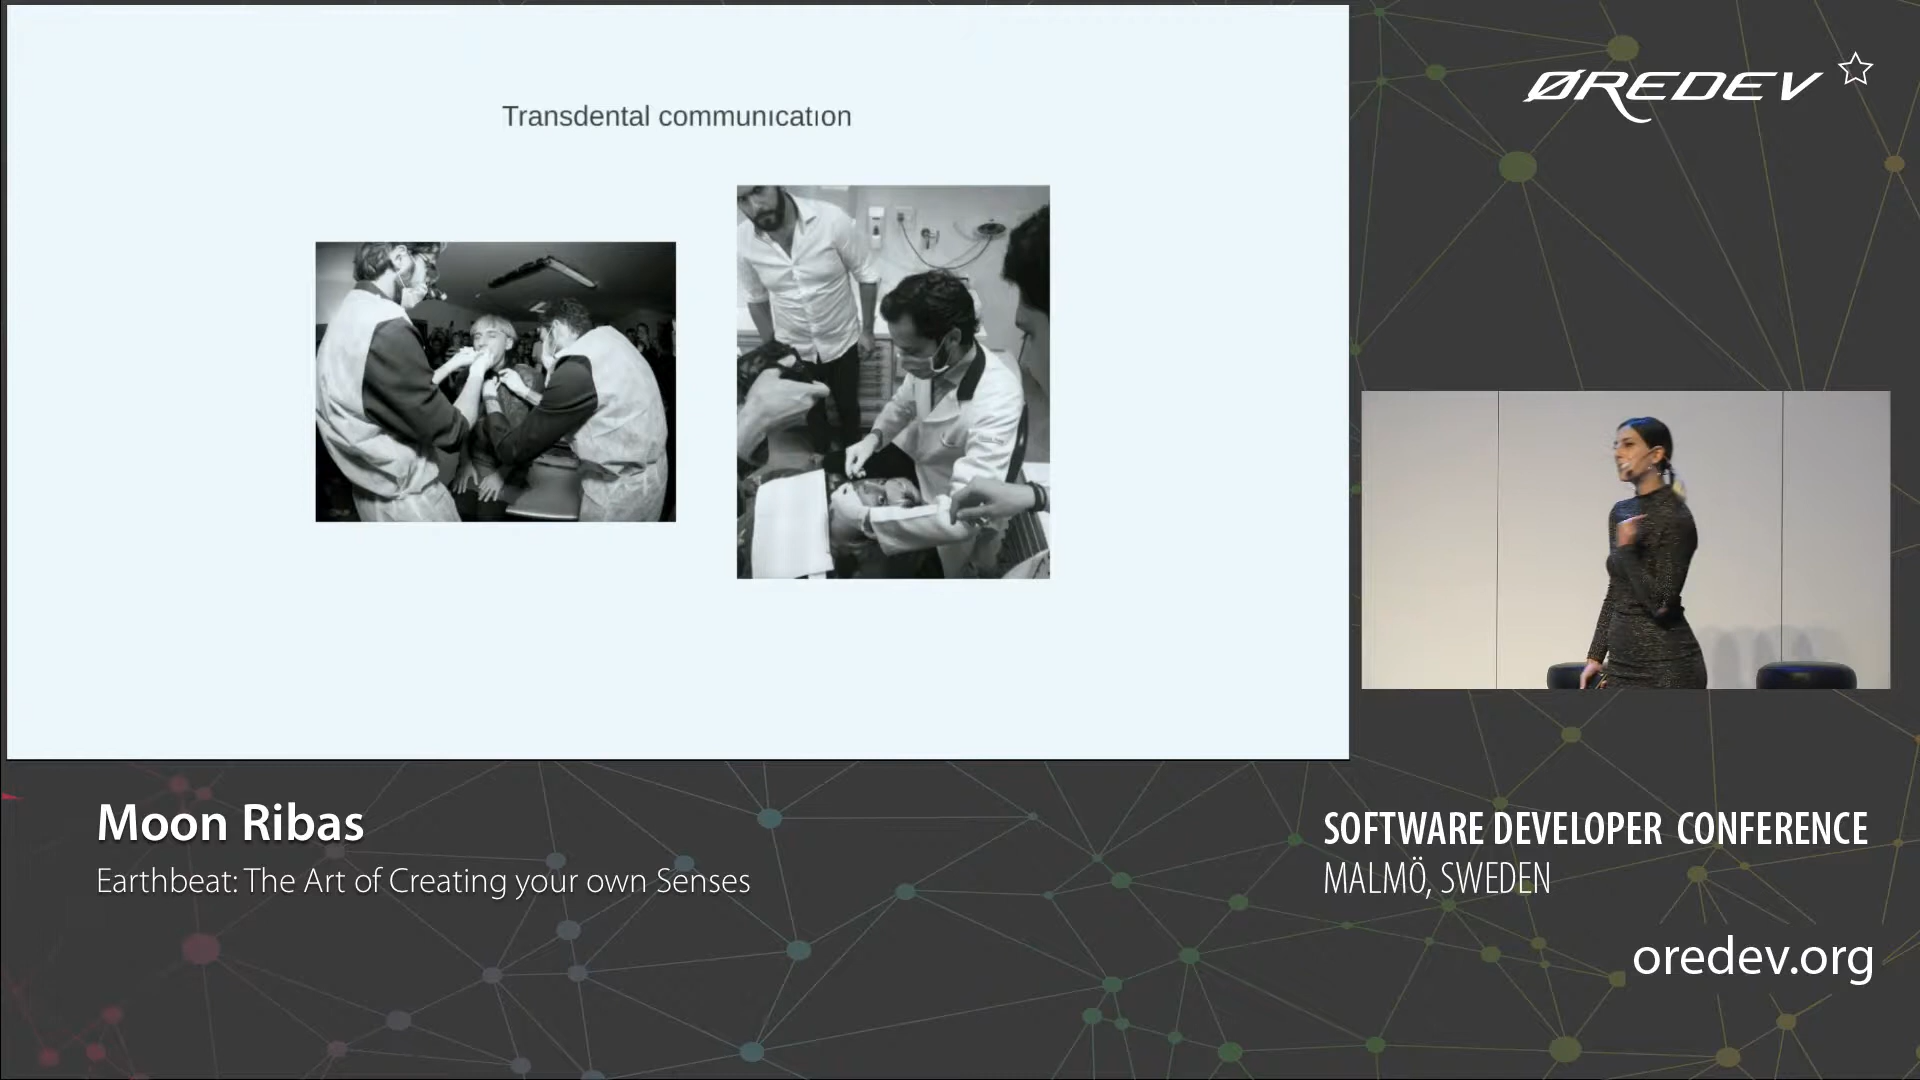 Transdental communication
ØREDEV
Moon Ribas
Earthbeat: The Art of Creating your own Senses
SOFTWARE DEVELOPER CONFERENCE
MALMÖ, SWEDEN
oredev.org